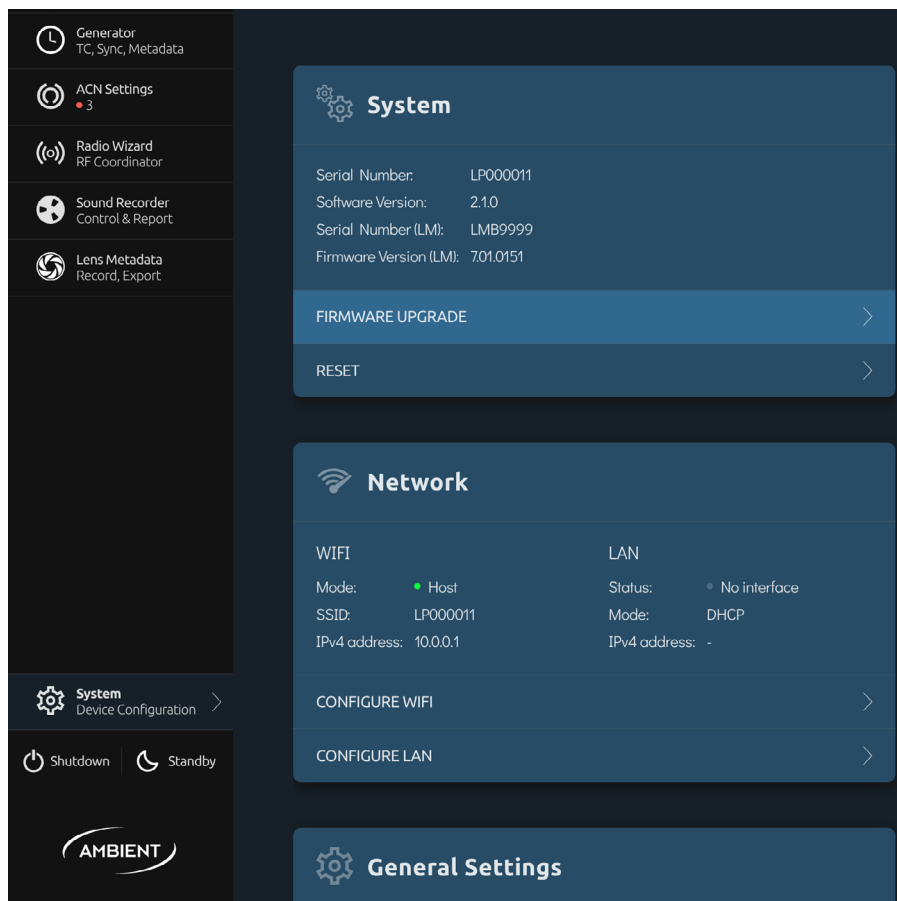 Generator
TC, Sync, Metadata
ACN Settings
3
Radio Wizard
RF Coordinator
Sound Recorder
Control & Report
Lens Metadata
Record, Export
System
Device Configuration
Shutdown Standby
AMBIENT
System
Serial Number: LP000011
Software Version: 2.1.0
Serial Number (LM): LMB9999
Firmware Version (LM): 7.01.0151
FIRMWARE UPGRADE
RESET
Network
WIFI
Mode: Host
SSID: LP000011
IPv4 address: 10.0.0.1
LAN
Status: No interface
Mode: DHCP
IPv4 address: -
CONFIGURE WIFI
CONFIGURE LAN
General Settings